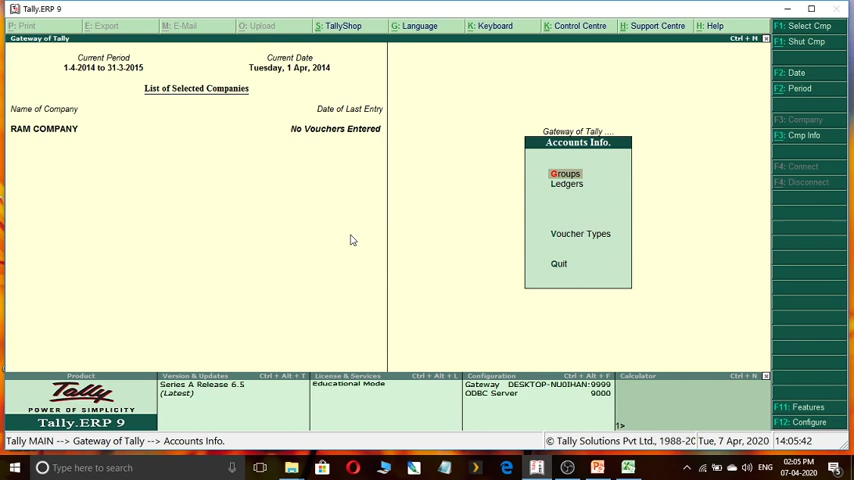 Tally.ERP 9
P: Print
E: Export
M: E-Mail
O: Upload
S: TallyShop
G: Language
K: Keyboard
K: Control Centre
H: Support Centre
H: Help
F1: Select Cmp
F1: Shut Cmp
F2: Date
F2: Period
F3: Company
F3: Cmp Info
F4: Connect
F4: Disconnect
F11: Features
F12: Configure
Gateway of Tally
Ctrl + M
Current Period
1-4-2014 to 31-3-2015
Current Date
Tuesday, 1 Apr, 2014
List of Selected Companies
Name of Company
Date of Last Entry
RAM COMPANY
No Vouchers Entered
Gateway of Tally ....
Accounts Info.
Groups
Ledgers
Voucher Types
Quit
Product
Tally
POWER OF SIMPLICITY
Tally.ERP 9
Version & Updates
Ctrl + Alt + T
Series A Release 6.5
(Latest)
License & Services
Ctrl + Alt + L
Educational Mode
Configuration
Ctrl + Alt + F
Gateway DESKTOP-NU0IHAN:9999
ODBC Server 9000
Calculator
Ctrl + N
1>
Tally MAIN --> Gateway of Tally --> Accounts Info.
© Tally Solutions Pvt Ltd., 1988-20
Tue, 7 Apr, 2020
14:05:42
Type here to search
ENG
02:05 PM
07-04-2020